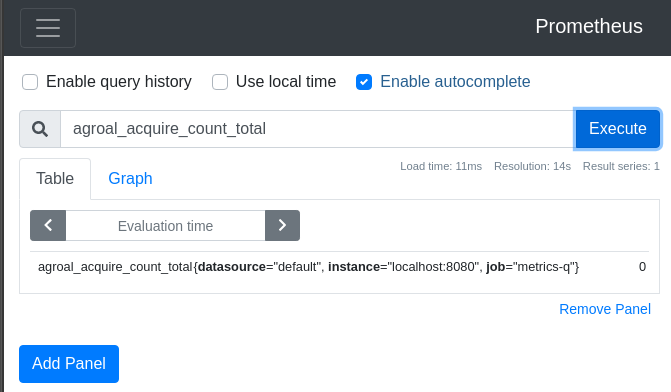 Prometheus
Enable query history Use local time Enable autocomplete
agroal_acquire_count_total Execute
Load time: 11ms Resolution: 14s Result series: 1
Table Graph
Evaluation time
agroal_acquire_count_total{datasource="default", instance="localhost:8080", job="metrics-q"} 0
Remove Panel
Add Panel